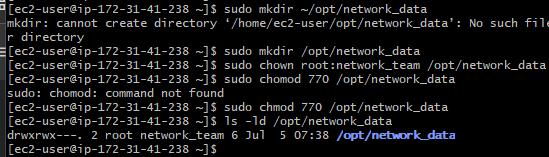 [ec2-user@ip-172-31-41-238 ~]$ sudo mkdir ~/opt/network_data
mkdir: cannot create directory ‘/home/ec2-user/opt/network_data’: No such file
r directory
[ec2-user@ip-172-31-41-238 ~]$ sudo mkdir /opt/network_data
[ec2-user@ip-172-31-41-238 ~]$ sudo chown root:network_team /opt/network_data
[ec2-user@ip-172-31-41-238 ~]$ sudo chomod 770 /opt/network_data
sudo: chomod: command not found
[ec2-user@ip-172-31-41-238 ~]$ sudo chmod 770 /opt/network_data
[ec2-user@ip-172-31-41-238 ~]$ ls -ld /opt/network_data
drwxrwx---. 2 root network_team 6 Jul  5 07:38 /opt/network_data
[ec2-user@ip-172-31-41-238 ~]$